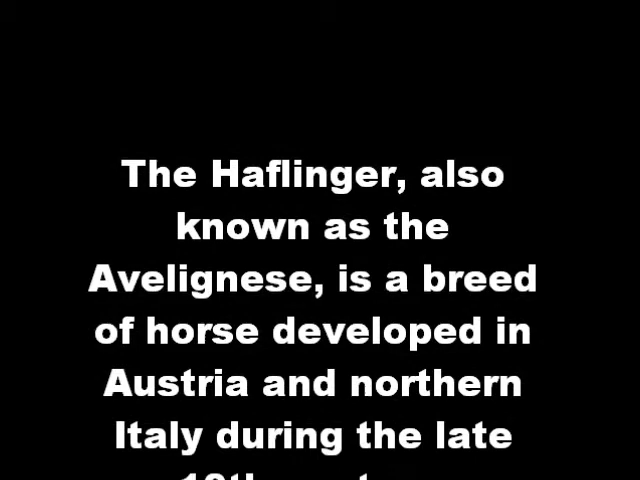 The Haflinger, also
known as the
Avelignese, is a breed
of horse developed in
Austria and northern
Italy during the late